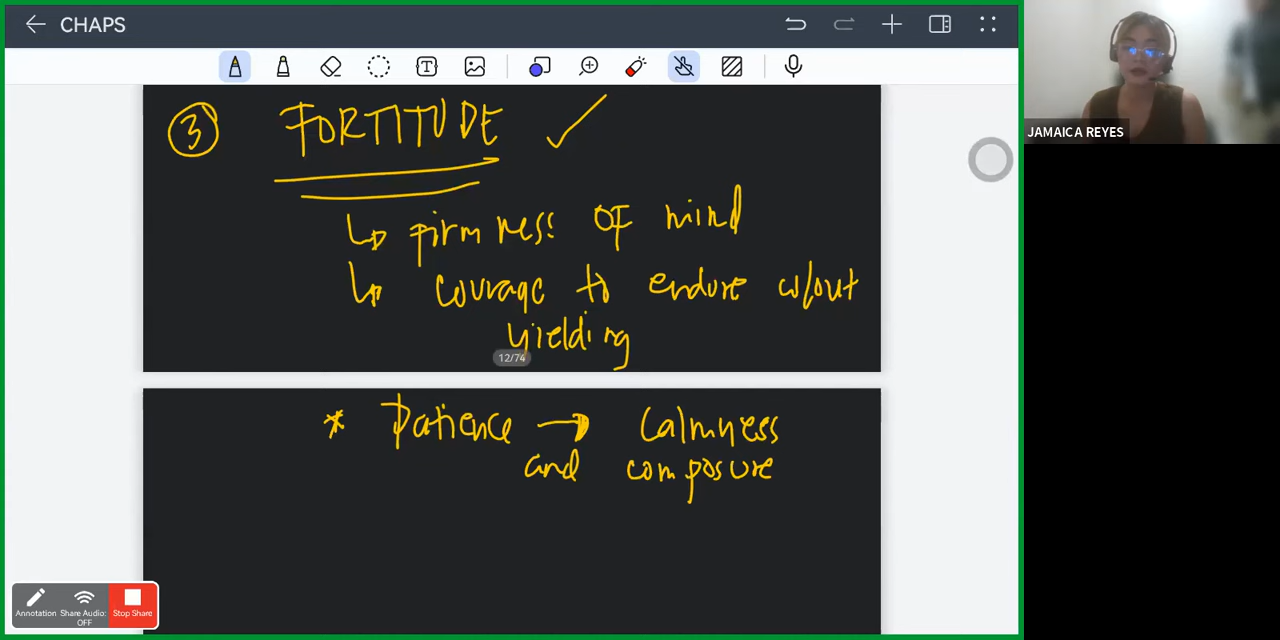 CHAPS
JAMAICA REYES
③ FORTITUDE ✓
↳ firmness of mind
↳ courage to endure w/out
yielding
12/74
* Patience → Calmness
and composure
Annotation
Share Audio:
OFF
Stop Share